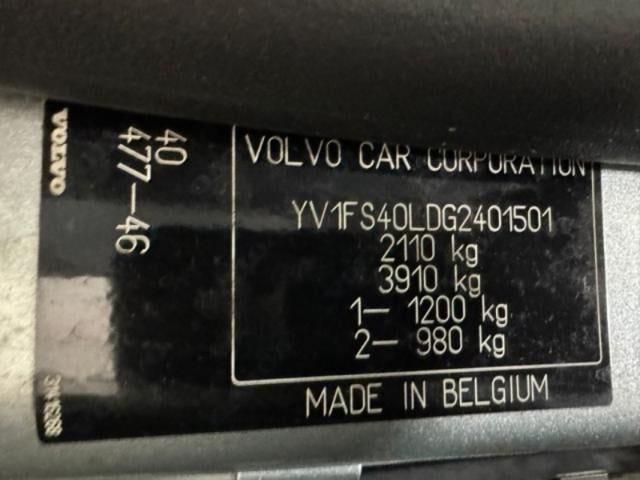 VOLVO
40
477-46
VOLVO CAR CORPORATION
YV1FS40LDG2401501
2110 kg
3910 kg
1- 1200 kg
2- 980 kg
MADE IN BELGIUM